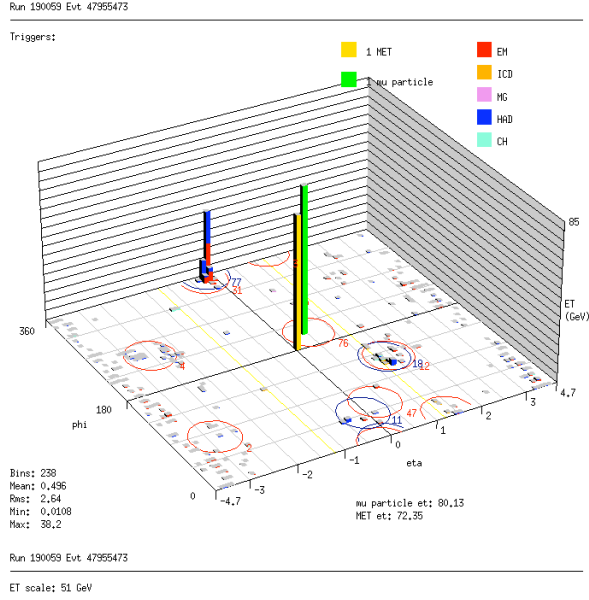 Run 190059 Evt 47955473
Triggers:
1 MET
1 mu particle
EM
ICD
MG
HAD
CH
85
ET
(GeV)
360
180
phi
0
-4.7
-3
-2
-1
0
1
2
3
4.7
eta
77
31
76
18
12
4
47
11
2
Bins: 238
Mean: 0.496
Rms: 2.64
Min: 0.0108
Max: 38.2
mu particle et: 80.13
MET et: 72.35
Run 190059 Evt 47955473
ET scale: 51 GeV